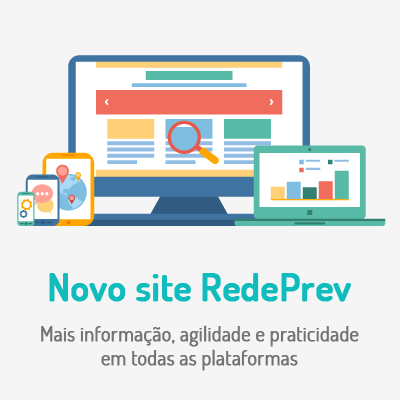 Novo site RedePrev
Mais informação, agilidade e praticidade
em todas as plataformas